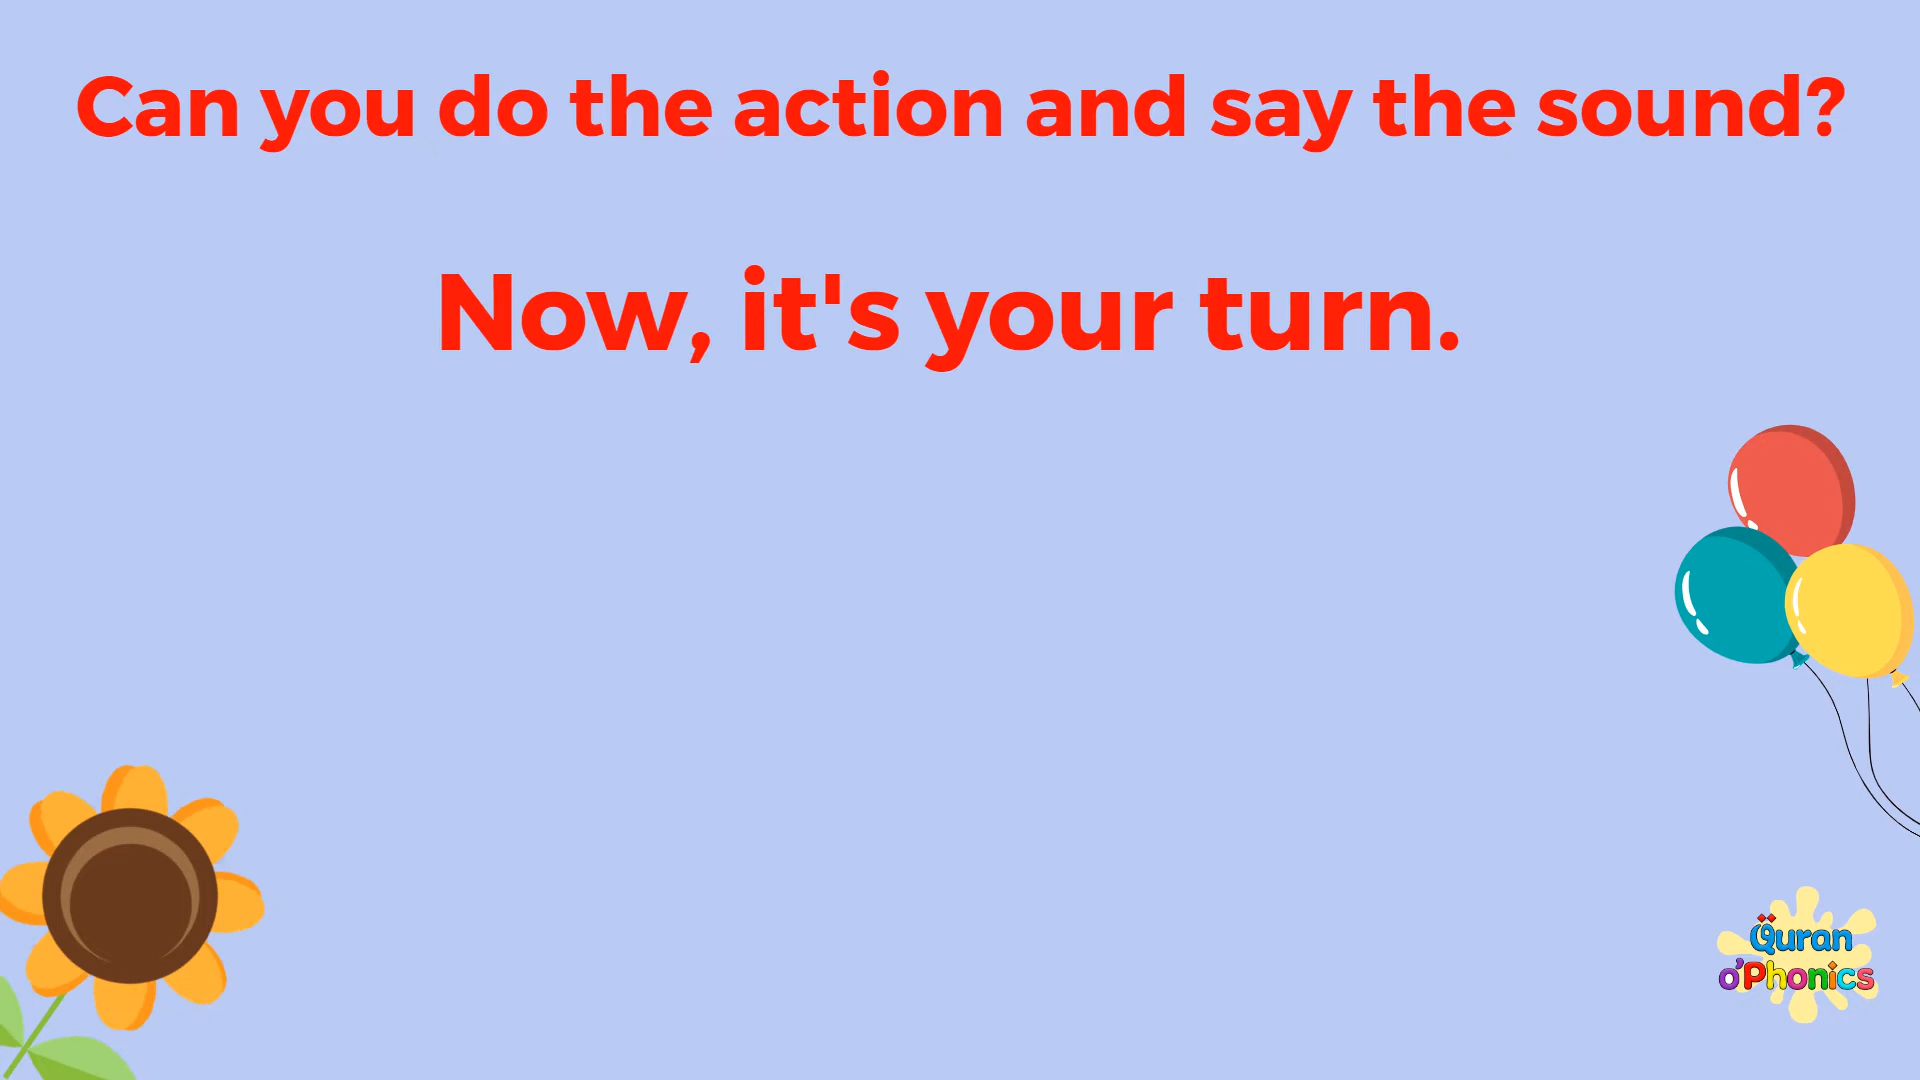 Can you do the action and say the sound?
Now, it's your turn.
Quran
o'Phonics